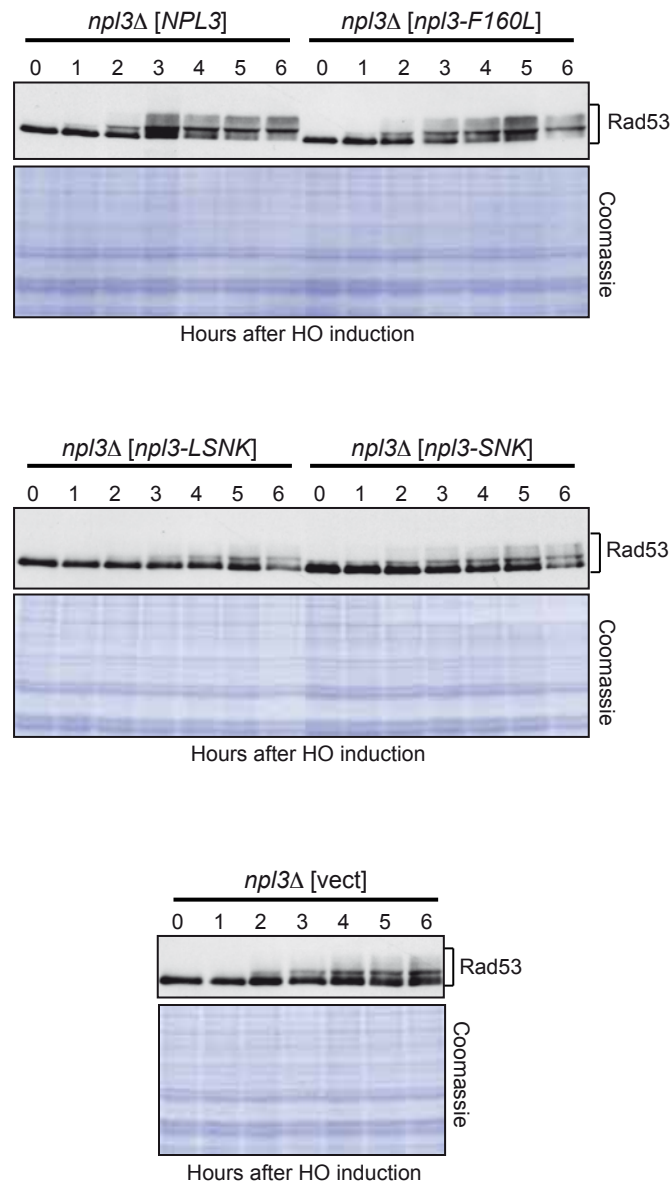 npl3Δ [NPL3] npl3Δ [npl3-F160L]
0 1 2 3 4 5 6 0 1 2 3 4 5 6
Rad53
Coomassie
Hours after HO induction
npl3Δ [npl3-LSNK] npl3Δ [npl3-SNK]
0 1 2 3 4 5 6 0 1 2 3 4 5 6
Rad53
Coomassie
Hours after HO induction
npl3Δ [vect]
0 1 2 3 4 5 6
Rad53
Coomassie
Hours after HO induction